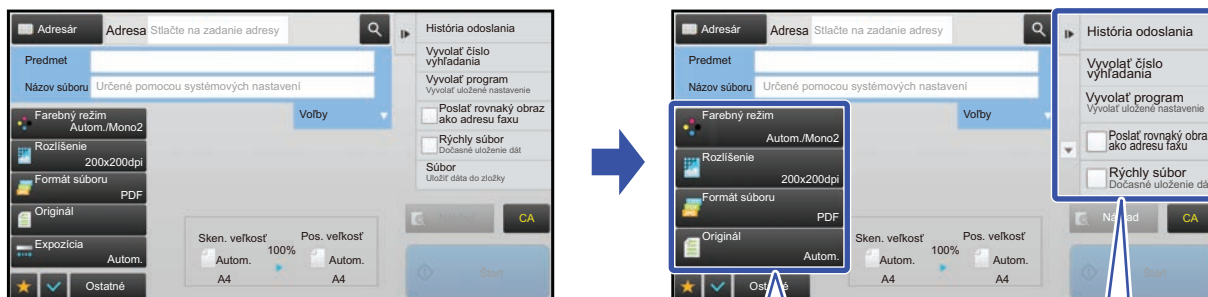 Adresár Adresa Stlačte na zadanie adresy
Predmet
Názov súboru Určené pomocou systémových nastavení
Voľby
Farebný režim
Autom./Mono2
Rozlíšenie
200x200dpi
Formát súboru
PDF
Originál
Expozícia
Autom.
Ostatné
Sken. veľkosť
Autom.
A4
100%
Pos. veľkosť
Autom.
A4
História odoslania
Vyvolať číslo
vyhľadania
Vyvolať program
Vyvolať uložené nastavenie
Poslať rovnaký obraz
ako adresu faxu
Rýchly súbor
Dočasné uloženie dát
Súbor
Uložiť dáta do zložky
CA
Štart
Adresár Adresa Stlačte na zadanie adresy
Predmet
Názov súboru Určené pomocou systémových nastavení
Voľby
Farebný režim
Autom./Mono2
Rozlíšenie
200x200dpi
Formát súboru
PDF
Originál
Autom.
Sken. veľkosť
Autom.
A4
100%
Pos. veľkosť
Autom.
A4
História odoslania
Vyvolať číslo
vyhľadania
Vyvolať program
Vyvolať uložené nastavenie
Poslať rovnaký obra
ako adresu faxu
Rýchly súbor
Dočasné uloženie dá
CA
Štart